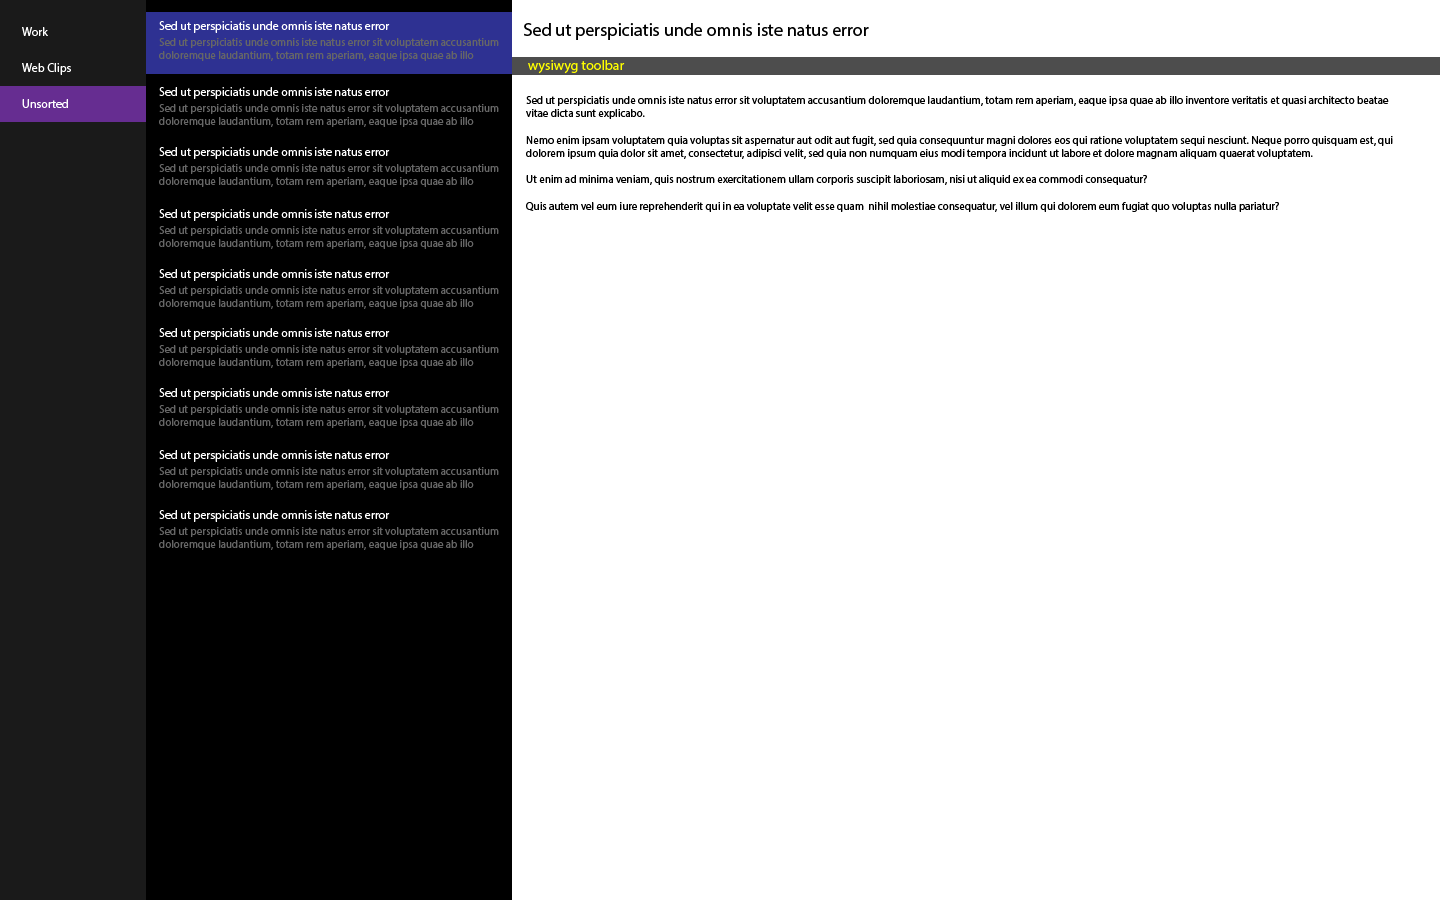 Work
Web Clips
Unsorted
Sed ut perspiciatis unde omnis iste natus error
Sed ut perspiciatis unde omnis iste natus error sit voluptatem accusantium
doloremque laudantium, totam rem aperiam, eaque ipsa quae ab illo
Sed ut perspiciatis unde omnis iste natus error
Sed ut perspiciatis unde omnis iste natus error sit voluptatem accusantium
doloremque laudantium, totam rem aperiam, eaque ipsa quae ab illo
Sed ut perspiciatis unde omnis iste natus error
Sed ut perspiciatis unde omnis iste natus error sit voluptatem accusantium
doloremque laudantium, totam rem aperiam, eaque ipsa quae ab illo
Sed ut perspiciatis unde omnis iste natus error
Sed ut perspiciatis unde omnis iste natus error sit voluptatem accusantium
doloremque laudantium, totam rem aperiam, eaque ipsa quae ab illo
Sed ut perspiciatis unde omnis iste natus error
Sed ut perspiciatis unde omnis iste natus error sit voluptatem accusantium
doloremque laudantium, totam rem aperiam, eaque ipsa quae ab illo
Sed ut perspiciatis unde omnis iste natus error
Sed ut perspiciatis unde omnis iste natus error sit voluptatem accusantium
doloremque laudantium, totam rem aperiam, eaque ipsa quae ab illo
Sed ut perspiciatis unde omnis iste natus error
Sed ut perspiciatis unde omnis iste natus error sit voluptatem accusantium
doloremque laudantium, totam rem aperiam, eaque ipsa quae ab illo
Sed ut perspiciatis unde omnis iste natus error
Sed ut perspiciatis unde omnis iste natus error sit voluptatem accusantium
doloremque laudantium, totam rem aperiam, eaque ipsa quae ab illo
Sed ut perspiciatis unde omnis iste natus error
Sed ut perspiciatis unde omnis iste natus error sit voluptatem accusantium
doloremque laudantium, totam rem aperiam, eaque ipsa quae ab illo
Sed ut perspiciatis unde omnis iste natus error
wysiwyg toolbar
Sed ut perspiciatis unde omnis iste natus error sit voluptatem accusantium doloremque laudantium, totam rem aperiam, eaque ipsa quae ab illo inventore veritatis et quasi architecto beatae
vitae dicta sunt explicabo.
Nemo enim ipsam voluptatem quia voluptas sit aspernatur aut odit aut fugit, sed quia consequuntur magni dolores eos qui ratione voluptatem sequi nesciunt. Neque porro quisquam est, qui
dolorem ipsum quia dolor sit amet, consectetur, adipisci velit, sed quia non numquam eius modi tempora incidunt ut labore et dolore magnam aliquam quaerat voluptatem.
Ut enim ad minima veniam, quis nostrum exercitationem ullam corporis suscipit laboriosam, nisi ut aliquid ex ea commodi consequatur?
Quis autem vel eum iure reprehenderit qui in ea voluptate velit esse quam  nihil molestiae consequatur, vel illum qui dolorem eum fugiat quo voluptas nulla pariatur?